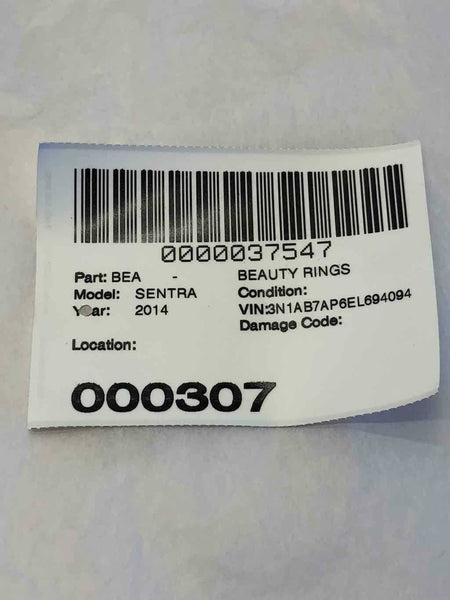 0000037547
Part: BEA - BEAUTY RINGS
Model: SENTRA Condition:
Year: 2014 VIN:3N1AB7AP6EL694094
Damage Code:
Location:
000307